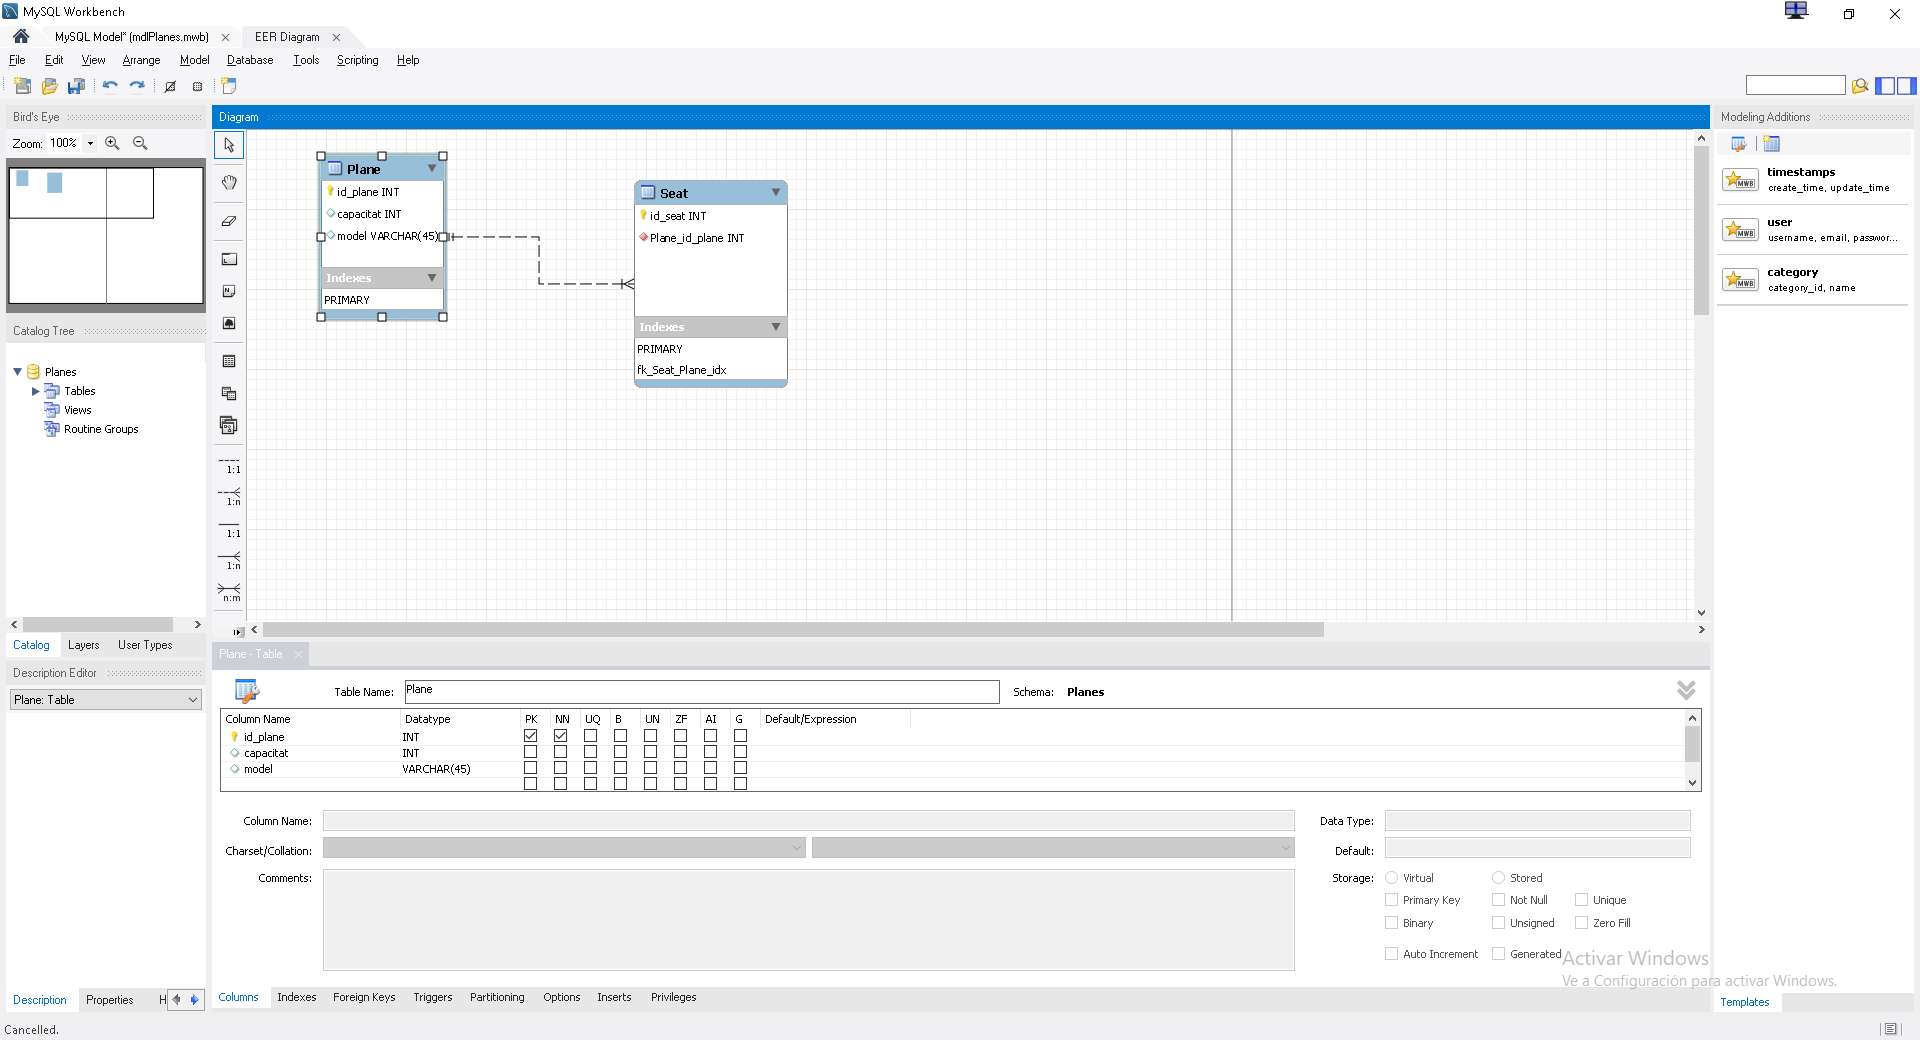 MySQL Workbench
MySQL Model* (mdlPlanes.mwb)
EER Diagram
File Edit View Arrange Model Database Tools Scripting Help
Bird's Eye
Zoom: 100%
Catalog Tree
Planes
Tables
Views
Routine Groups
Catalog Layers User Types
Description Editor
Plane: Table
Description Properties H
Cancelled.
Diagram
1:1
1:n
1:1
1:n
n:m
Plane
id_plane INT
capacitat INT
model VARCHAR(45)
Indexes
PRIMARY
Seat
id_seat INT
Plane_id_plane INT
Indexes
PRIMARY
fk_Seat_Plane_idx
Modeling Additions
MWB
timestamps
create_time, update_time
MWB
user
username, email, passwor...
MWB
category
category_id, name
Plane - Table
Table Name: Plane Schema: Planes
Column Name Datatype PK NN UQ B UN ZF AI G Default/Expression
id_plane INT
capacitat INT
model VARCHAR(45)
Column Name: Data Type:
Charset/Collation: Default:
Comments: Storage: Virtual Stored
Primary Key Not Null Unique
Binary Unsigned Zero Fill
Auto Increment Generated
Activar Windows
Ve a Configuración para activar Windows.
Columns Indexes Foreign Keys Triggers Partitioning Options Inserts Privileges
Templates